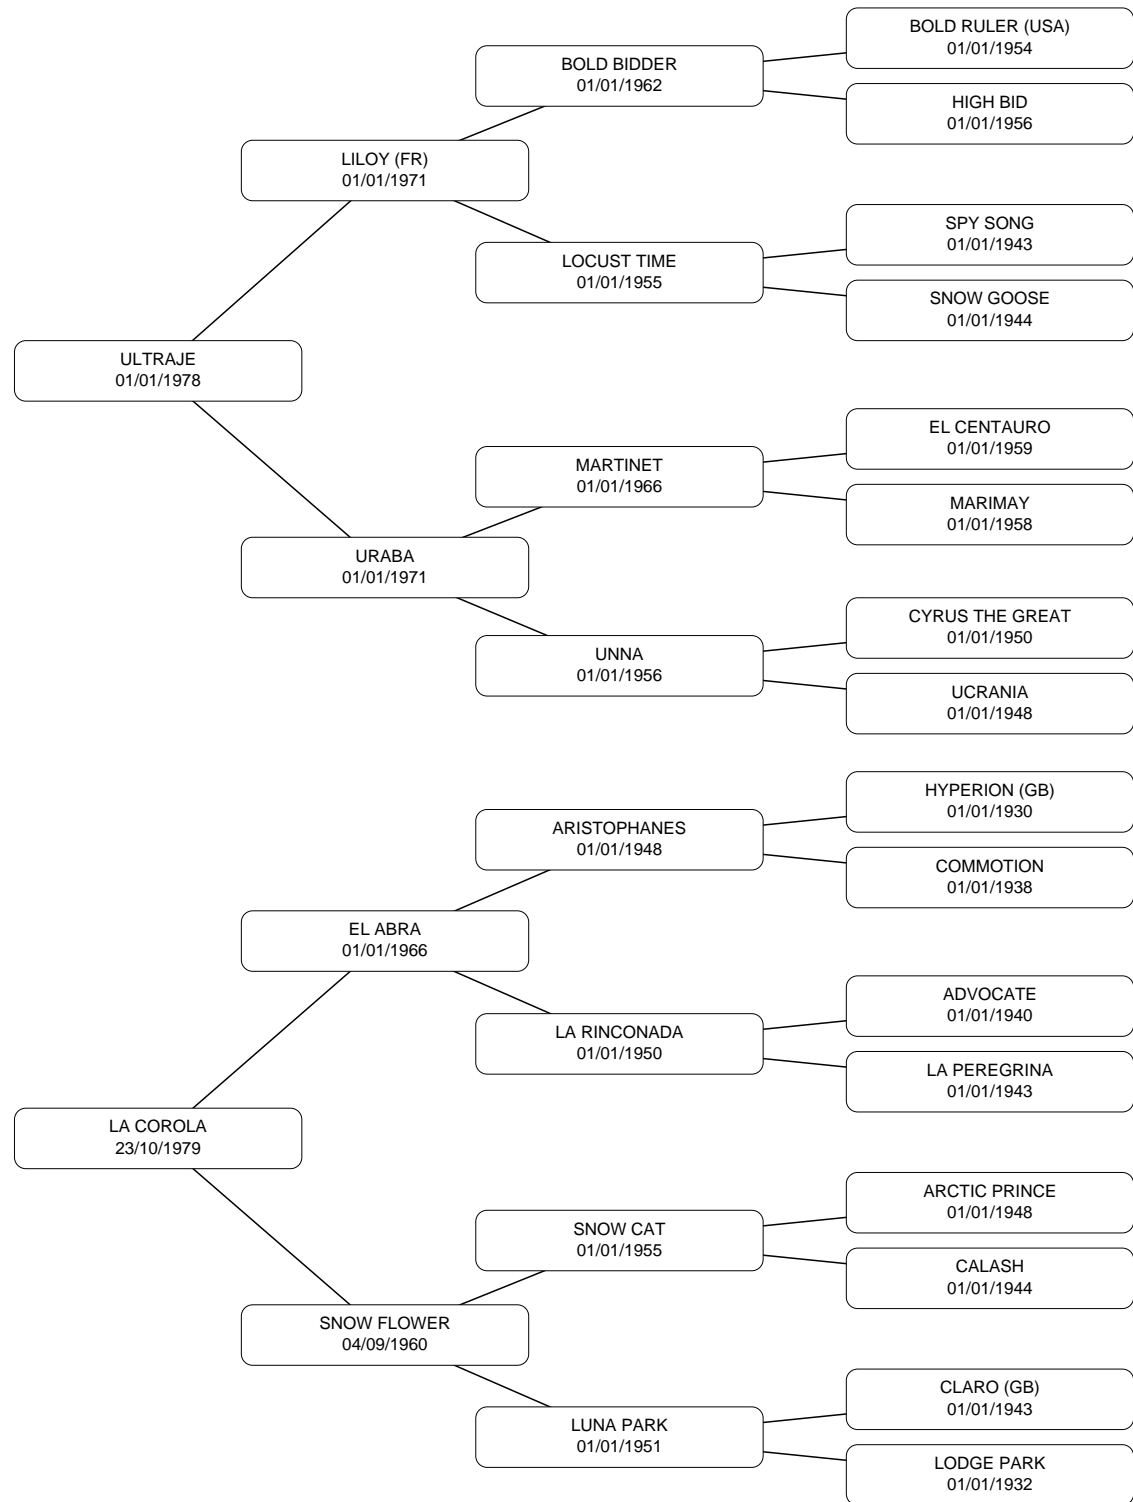 BOLD RULER (USA)
01/01/1954
BOLD BIDDER
01/01/1962
HIGH BID
01/01/1956
LILOY (FR)
01/01/1971
SPY SONG
01/01/1943
LOCUST TIME
01/01/1955
SNOW GOOSE
01/01/1944
ULTRAJE
01/01/1978
EL CENTAURO
01/01/1959
MARTINET
01/01/1966
MARIMAY
01/01/1958
URABA
01/01/1971
CYRUS THE GREAT
01/01/1950
UNNA
01/01/1956
UCRANIA
01/01/1948
HYPERION (GB)
01/01/1930
ARISTOPHANES
01/01/1948
COMMOTION
01/01/1938
EL ABRA
01/01/1966
ADVOCATE
01/01/1940
LA RINCONADA
01/01/1950
LA PEREGRINA
01/01/1943
LA COROLA
23/10/1979
ARCTIC PRINCE
01/01/1948
SNOW CAT
01/01/1955
CALASH
01/01/1944
SNOW FLOWER
04/09/1960
CLARO (GB)
01/01/1943
LUNA PARK
01/01/1951
LODGE PARK
01/01/1932